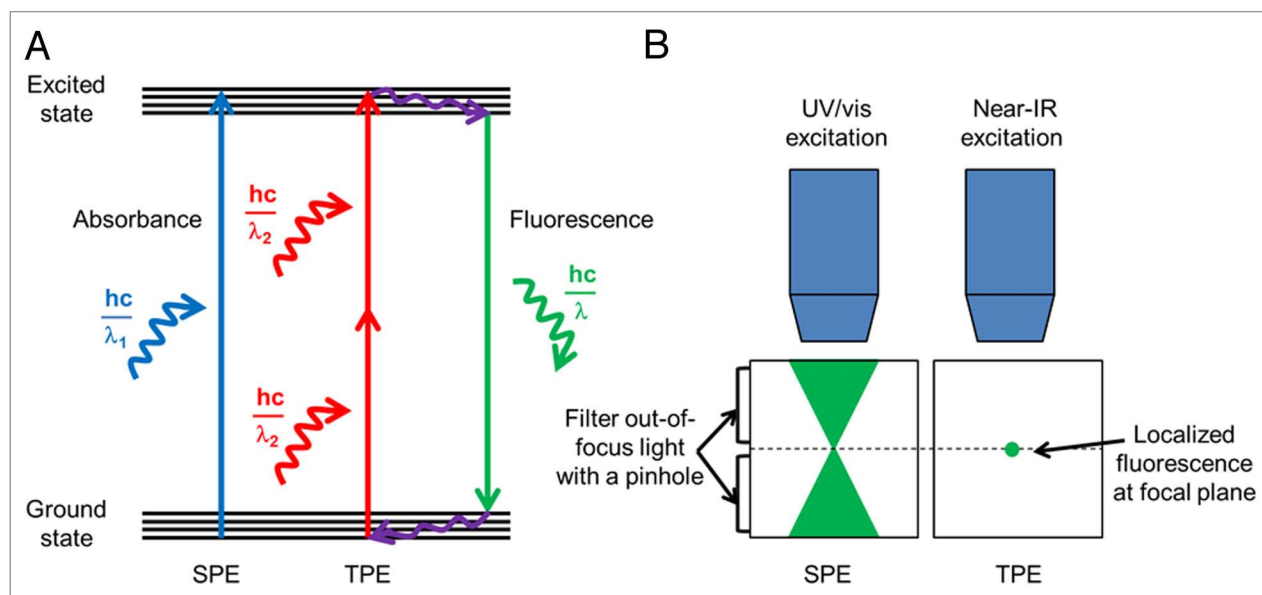 A
Excited
state
Absorbance
hc
λ1
hc
λ2
hc
λ2
Fluorescence
hc
λ
Ground
state
SPE
TPE
B
UV/vis
excitation
Near-IR
excitation
Filter out-of-
focus light
with a pinhole
Localized
fluorescence
at focal plane
SPE
TPE